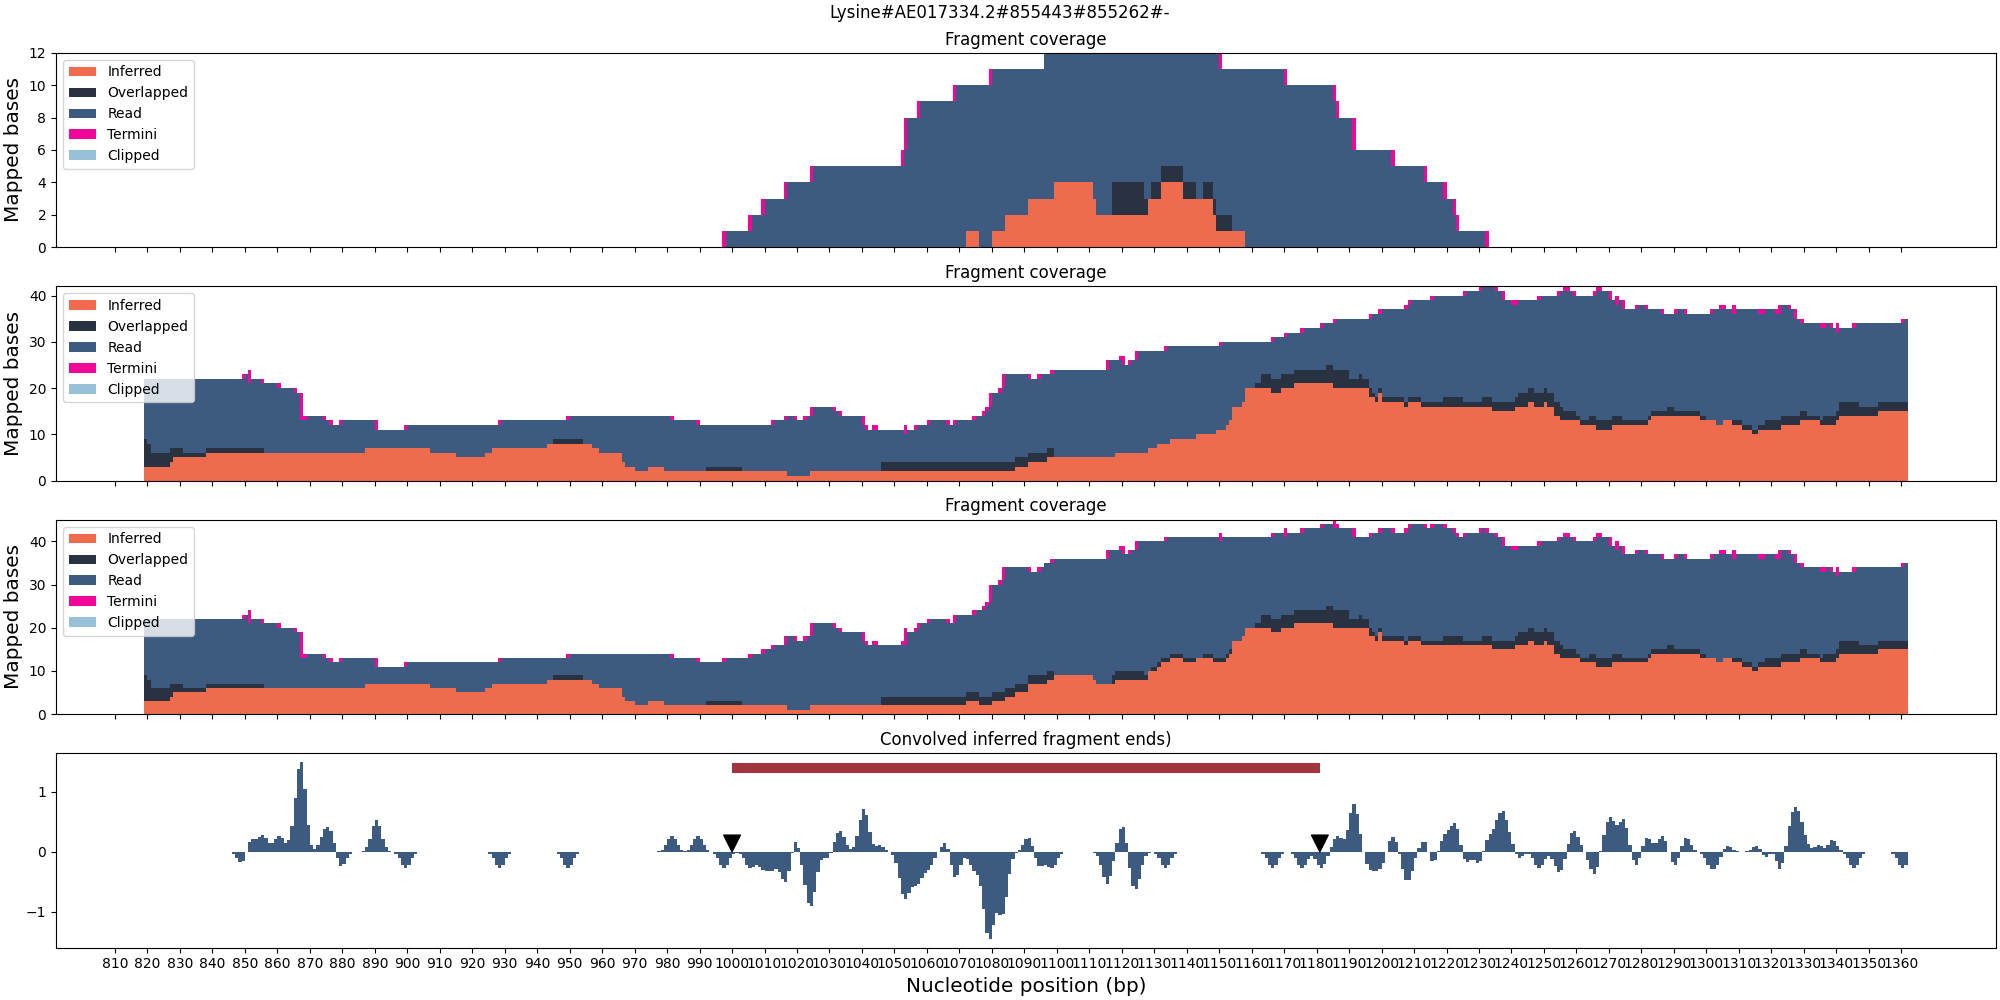 Lysine#AE017334.2#855443#855262#-
Fragment coverage
Mapped bases
12
10
8
6
4
2
0
Inferred
Overlapped
Read
Termini
Clipped
Fragment coverage
Mapped bases
40
30
20
10
0
Inferred
Overlapped
Read
Termini
Clipped
Fragment coverage
Mapped bases
40
30
20
10
0
Inferred
Overlapped
Read
Termini
Clipped
Convolved inferred fragment ends)
1
0
−1
810 820 830 840 850 860 870 880 890 900 910 920 930 940 950 960 970 980 990 1000 1010 1020 1030 1040 1050 1060 1070 1080 1090 1100 1110 1120 1130 1140 1150 1160 1170 1180 1190 1200 1210 1220 1230 1240 1250 1260 1270 1280 1290 1300 1310 1320 1330 1340 1350 1360
Nucleotide position (bp)